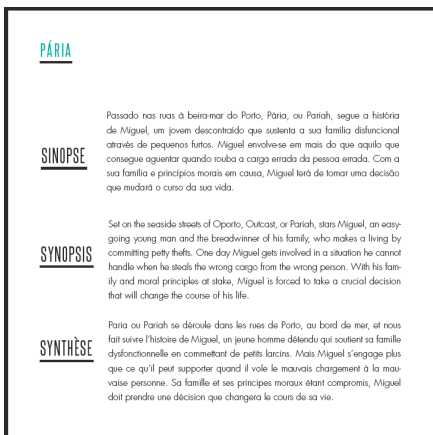 PÁRIA
SINOPSE
Passado nas ruas à beira-mar do Porto, Pária, ou Pariah, segue a história
de Miguel, um jovem descontraído que sustenta a sua família disfuncional
através de pequenos furtos. Miguel envolve-se em mais do que aquilo que
consegue aguentar quando rouba a carga errada da pessoa errada. Com a
sua família e princípios morais em causa, Miguel terá de tomar uma decisão
que mudará o curso da sua vida.
SYNOPSIS
Set on the seaside streets of Oporto, Outcast, or Pariah, stars Miguel, an easy-
going young man and the breadwinner of his family, who makes a living by
committing petty thefts. One day Miguel gets involved in a situation he cannot
handle when he steals the wrong cargo from the wrong person. With his fam-
ily and moral principles at stake, Miguel is forced to take a crucial decision
that will change the course of his life.
SYNTHÈSE
Paria ou Pariah se déroule dans les rues de Porto, au bord de mer, et nous
fait suivre l'histoire de Miguel, un jeune homme détendu qui soutient sa famille
dysfonctionnelle en commettant de petits larcins. Mais Miguel s'engage plus
que ce qu'il peut supporter quand il vole le mauvais chargement à la mau-
vaise personne. Sa famille et ses principes moraux étant compromis, Miguel
doit prendre une décision que changera le cours de sa vie.